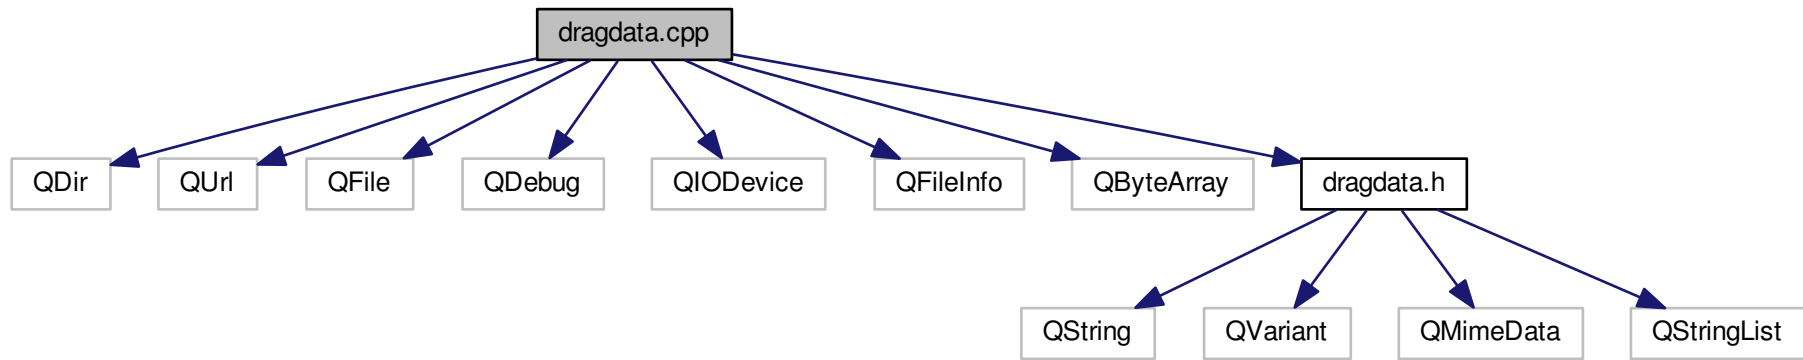 dragdata.cpp
QDir
QUrl
QFile
QDebug
QIODevice
QFileInfo
QByteArray
dragdata.h
QString
QVariant
QMimeData
QStringList